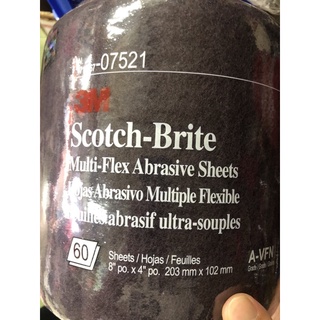 -07521
3M
Scotch-Brite
Multi-Flex Abrasive Sheets
Hojas Abrasivo Multiple Flexible
Feuilles abrasif ultra-souples
60
Sheets / Hojas / Feuilles
8" po. x 4" po. 203 mm x 102 mm
A-VFN